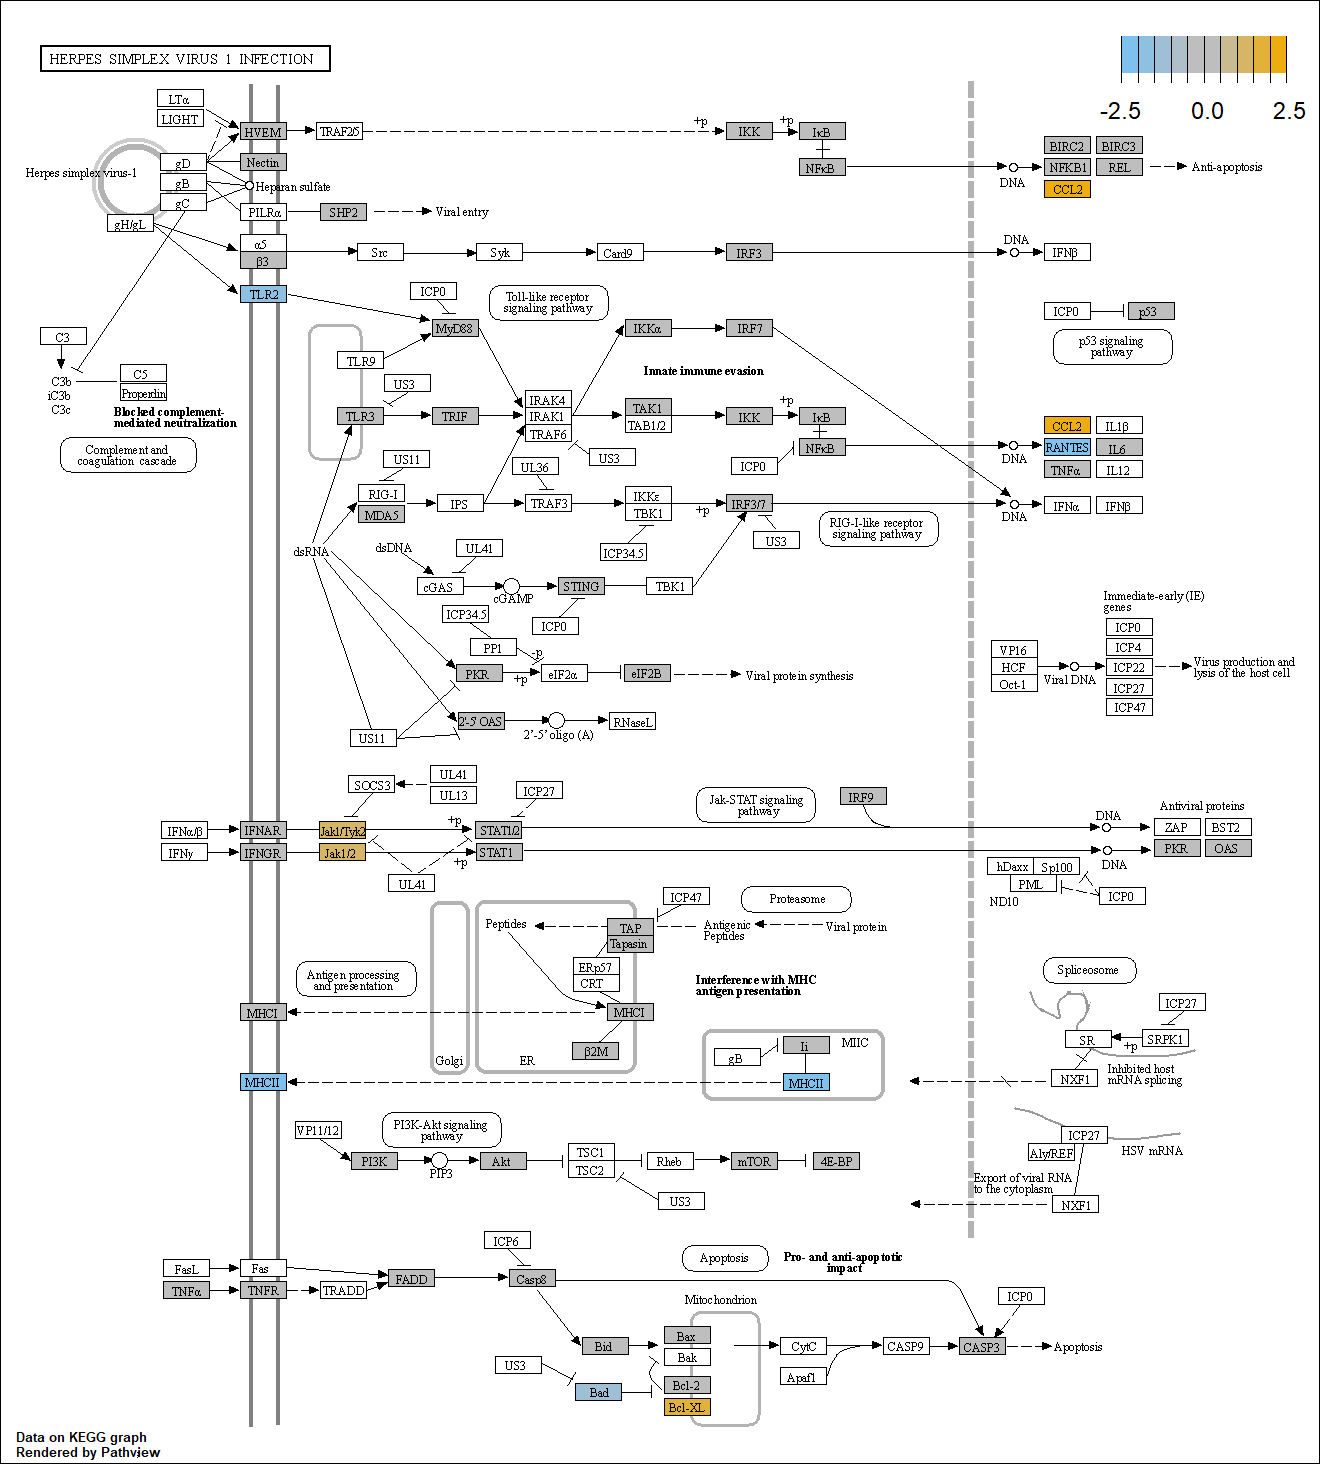 HERPES SIMPLEX VIRUS 1 INFECTION
-2.5 0.0 2.5
LTα
LIGHT
HVEM
TRAF2/5
+p
IKK
+p
IκB
NFκB
DNA
BIRC2 BIRC3
NFKB1 REL
CCL2
Anti-apoptosis
Herpes simplex virus-1
gD
gB
gC
gH/gL
Nectin
Heparan sulfate
PILRα
SHP2
Viral entry
α5
β3
Src
Syk
Card9
IRF3
DNA
IFNβ
TLR2
ICP0
Toll-like receptor
signaling pathway
MyD88
IKKα
IRF7
ICP0
p53
p53 signaling
pathway
C3
C3b
iC3b
C3c
C5
Properdin
Blocked complement-
mediated neutralization
Complement and
coagulation cascade
TLR9
Innate immune evasion
US3
TLR3
TRIF
IRAK4
IRAK1
TRAF6
TAK1
TAB1/2
IKK
+p
IκB
NFκB
ICP0
US3
DNA
CCL2 IL1β
RANTES IL6
TNFα IL12
US11
UL36
RIG-I
MDA5
IPS
TRAF3
IKKε
TBK1
+p
IRF3/7
US3
RIG-I-like receptor
signaling pathway
DNA
IFNα IFNβ
ICP34.5
dsRNA
dsDNA
UL41
cGAS
cGAMP
STING
TBK1
ICP0
ICP34.5
PP1
-p
PKR
+p
eIF2α
eIF2B
Viral protein synthesis
2'-5' OAS
2'-5' oligo (A)
RNaseL
US11
Immediate-early (IE)
genes
VP16
HCF
Oct-1
Viral DNA
ICP0
ICP4
ICP22
ICP27
ICP47
Virus production and
lysis of the host cell
SOCS3
UL41
UL13
ICP27
Jak-STAT signaling
pathway
IRF9
IFNα/β
IFNAR
Jak1/Tyk2
+p
STAT1/2
IFNγ
IFNGR
Jak1/2
+p
STAT1
UL41
DNA
DNA
Antiviral proteins
ZAP BST2
PKR OAS
hDaxx Sp100
PML
ND10
ICP0
ICP47
Proteasome
Peptides
TAP
Tapasin
Antigenic
Peptides
Viral protein
ERp57
CRT
Antigen processing
and presentation
Interference with MHC
antigen presentation
MHCI
MHCI
β2M
Golgi
ER
gB
Ii
MIIC
MHCII
MHCII
Spliceosome
ICP27
SR
+p
SRPK1
NXF1
Inhibited host
mRNA splicing
ICP27
Aly/REF
HSV mRNA
Export of viral RNA
to the cytoplasm
NXF1
VP11/12
PI3K-Akt signaling
pathway
PI3K
PIP3
Akt
TSC1
TSC2
Rheb
mTOR
4E-BP
US3
ICP6
Apoptosis
Pro- and anti-apoptotic
impact
FasL
Fas
TNFα
TNFR
TRADD
FADD
Casp8
Mitochondrion
ICP0
Bid
Bax
Bak
Bcl-2
Bcl-XL
US3
Bad
CytC
Apaf1
CASP9
CASP3
Apoptosis
Data on KEGG graph
Rendered by Pathview